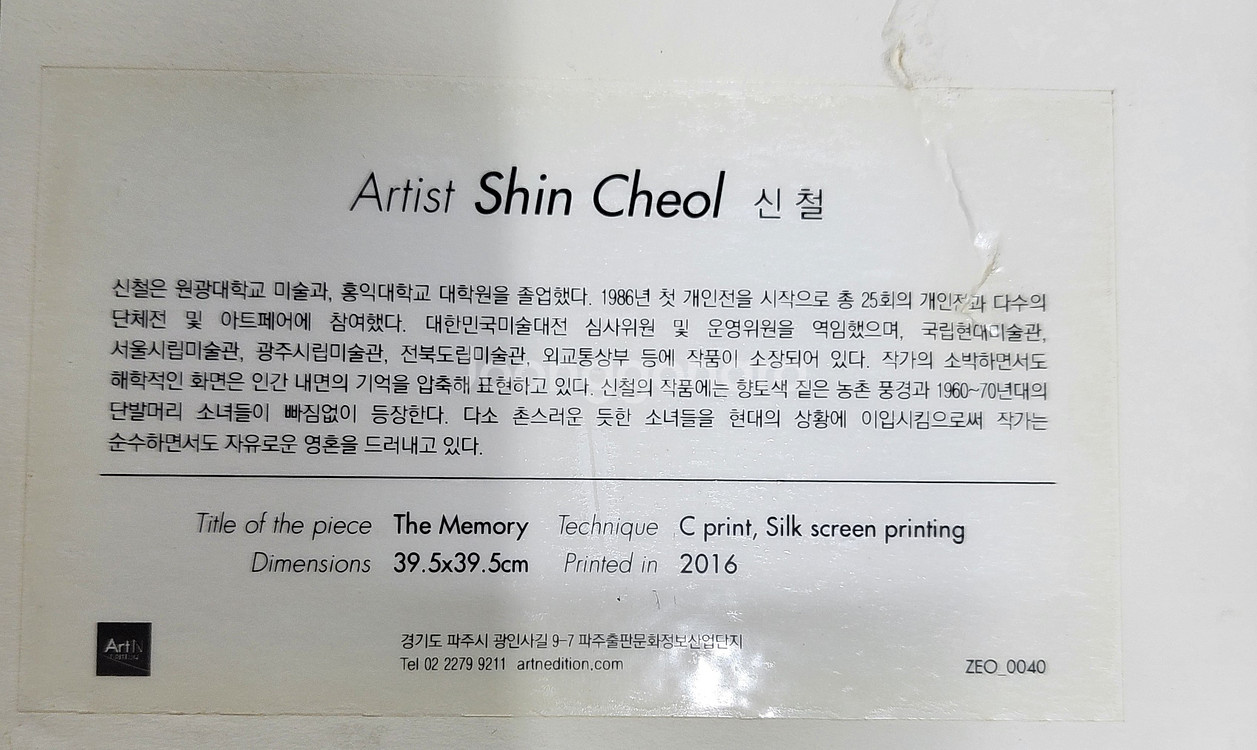 Artist Shin Cheol 신 철
신철은 원광대학교 미술과, 홍익대학교 대학원을 졸업했다. 1986년 첫 개인전을 시작으로 총 25회의 개인전과 다수의
단체전 및 아트페어에 참여했다. 대한민국미술대전 심사위원 및 운영위원을 역임했으며, 국립현대미술관,
서울시립미술관, 광주시립미술관, 전북도립미술관, 외교통상부 등에 작품이 소장되어 있다. 작가의 소박하면서도
해학적인 화면은 인간 내면의 기억을 압축해 표현하고 있다. 신철의 작품에는 향토색 짙은 농촌 풍경과 1960~70년대의
단발머리 소녀들이 빠짐없이 등장한다. 다소 촌스러운 듯한 소녀들을 현대의 상황에 이입시킴으로써 작가는
순수하면서도 자유로운 영혼을 드러내고 있다.
Title of the piece The Memory Technique C print, Silk screen printing
Dimensions 39.5x39.5cm Printed in 2016
ArtN
경기도 파주시 광인사길 9-7 파주출판문화정보산업단지
Tel 02 2279 9211 artnedition.com
ZEO_0040